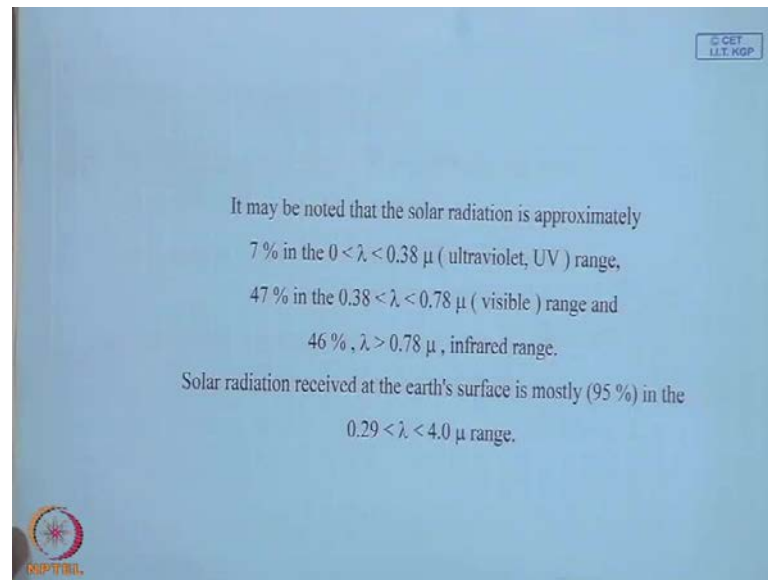 © CET
I.I.T. KGP
It may be noted that the solar radiation is approximately
7 % in the 0 < λ < 0.38 μ ( ultraviolet, UV ) range,
47 % in the 0.38 < λ < 0.78 μ ( visible ) range and
46 % , λ > 0.78 μ , infrared range.
Solar radiation received at the earth's surface is mostly (95 %) in the
0.29 < λ < 4.0 μ range.
NPTEL